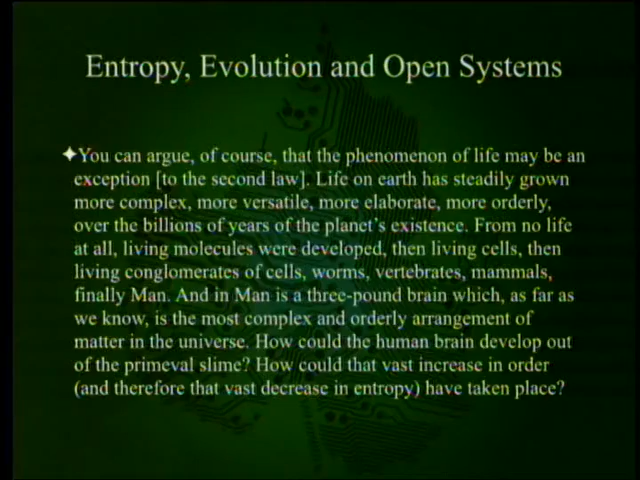 Entropy, Evolution and Open Systems
You can argue, of course, that the phenomenon of life may be an
exception [to the second law]. Life on earth has steadily grown
more complex, more versatile, more elaborate, more orderly,
over the billions of years of the planet's existence. From no life
at all, living molecules were developed, then living cells, then
living conglomerates of cells, worms, vertebrates, mammals,
finally Man. And in Man is a three-pound brain which, as far as
we know, is the most complex and orderly arrangement of
matter in the universe. How could the human brain develop out
of the primeval slime? How could that vast increase in order
(and therefore that vast decrease in entropy) have taken place?